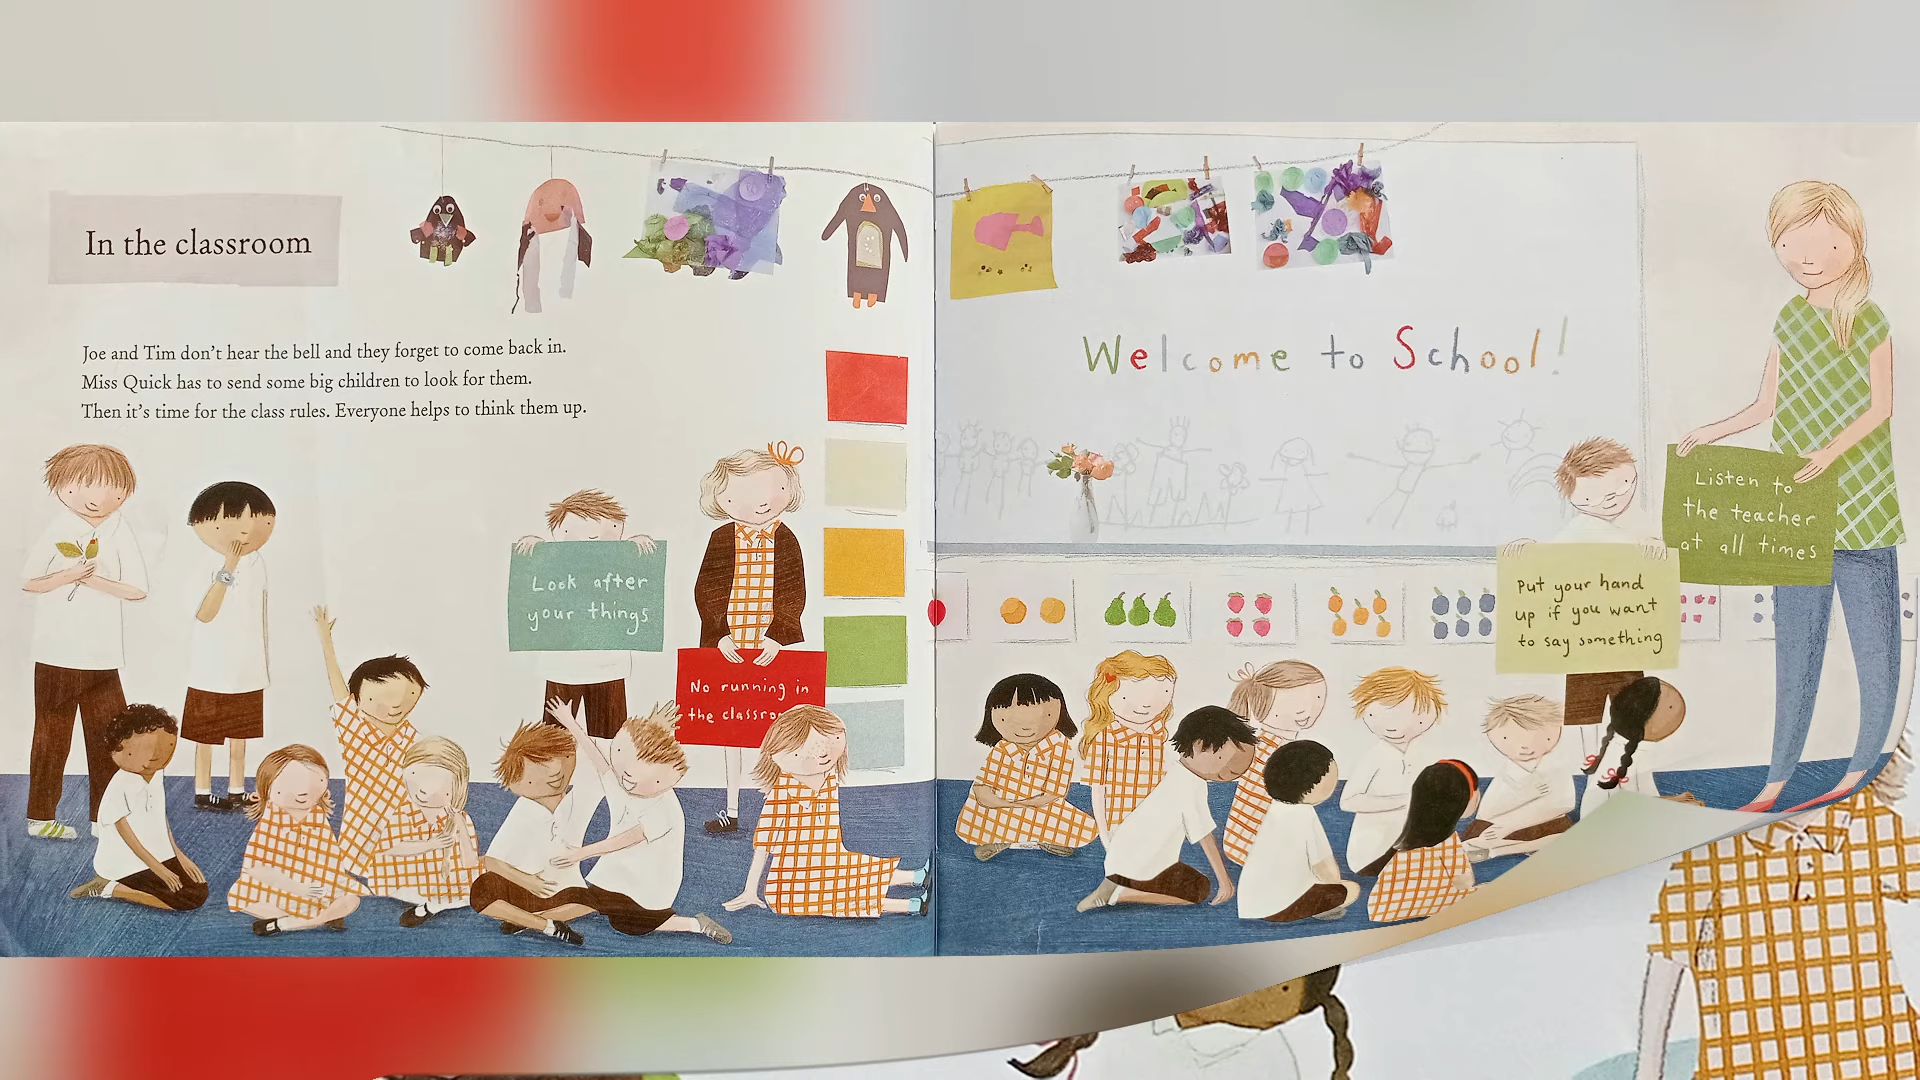 In the classroom
Joe and Tim don't hear the bell and they forget to come back in.
Miss Quick has to send some big children to look for them.
Then it's time for the class rules. Everyone helps to think them up.
Look after
your things
No running in
the
Welcome to School!
Listen to
the teacher
at all times
Put your hand
up if you want
to say something